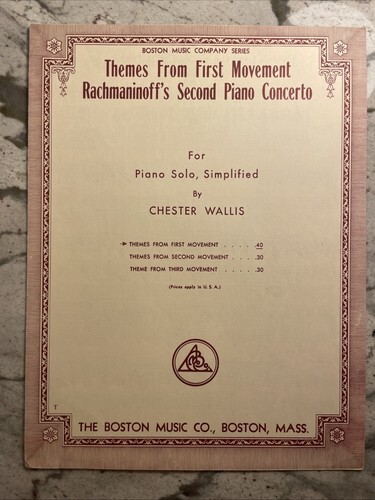 BOSTON MUSIC COMPANY SERIES
Themes From First Movement
Rachmaninoff's Second Piano Concerto
For
Piano Solo, Simplified
By
CHESTER WALLIS
THEMES FROM FIRST MOVEMENT . . . . . .40
THEMES FROM SECOND MOVEMENT . . . .30
THEME FROM THIRD MOVEMENT . . . . . .30
(Prices apply in U. S. A.)
T
THE BOSTON MUSIC CO., BOSTON, MASS.